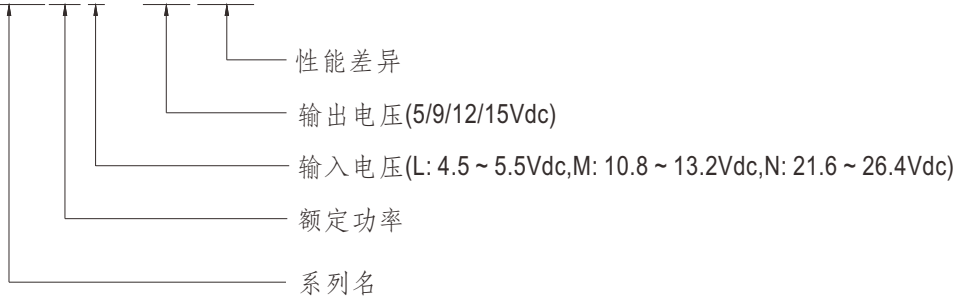 性能差异
输出电压(5/9/12/15Vdc)
输入电压(L: 4.5 ~ 5.5Vdc,M: 10.8 ~ 13.2Vdc,N: 21.6 ~ 26.4Vdc)
额定功率
系列名